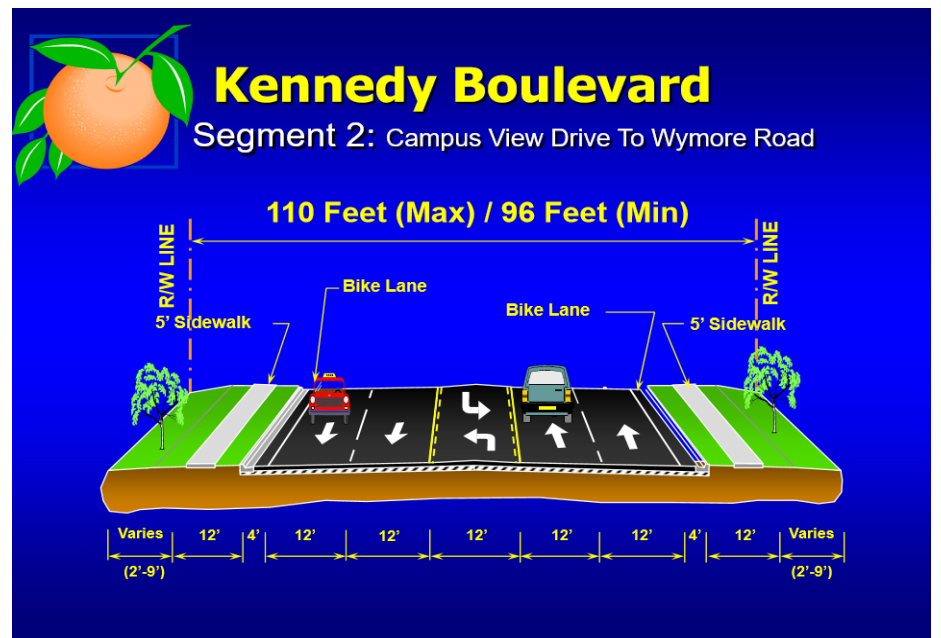 Kennedy Boulevard
Segment 2: Campus View Drive To Wymore Road
110 Feet (Max) / 96 Feet (Min)
R/W LINE
R/W LINE
Bike Lane
Bike Lane
5' Sidewalk
5' Sidewalk
Varies 12' 4' 12' 12' 12' 12' 12' 4' 12' Varies
(2'-9') (2'-9')